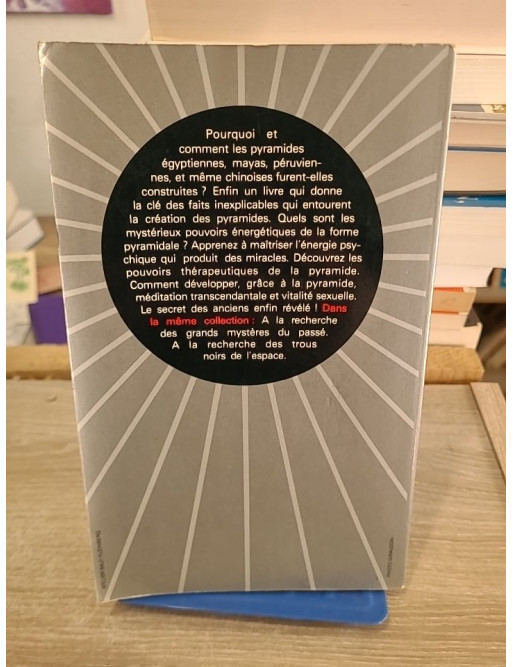 Pourquoi et
comment les pyramides
égyptiennes, mayas, péruvien-
nes, et même chinoises furent-elles
construites ? Enfin un livre qui donne
la clé des faits inexplicables qui entourent
la création des pyramides. Quels sont les
mystérieux pouvoirs énergétiques de la forme
pyramidale ? Apprenez à maîtriser l'énergie psy-
chique qui produit des miracles. Découvrez les
pouvoirs thérapeutiques de la pyramide.
Comment développer, grâce à la pyramide,
méditation transcendantale et vitalité sexuelle.
Le secret des anciens enfin révélé ! Dans
la même collection : A la recherche
des grands mystères du passé.
A la recherche des trous
noirs de l'espace.